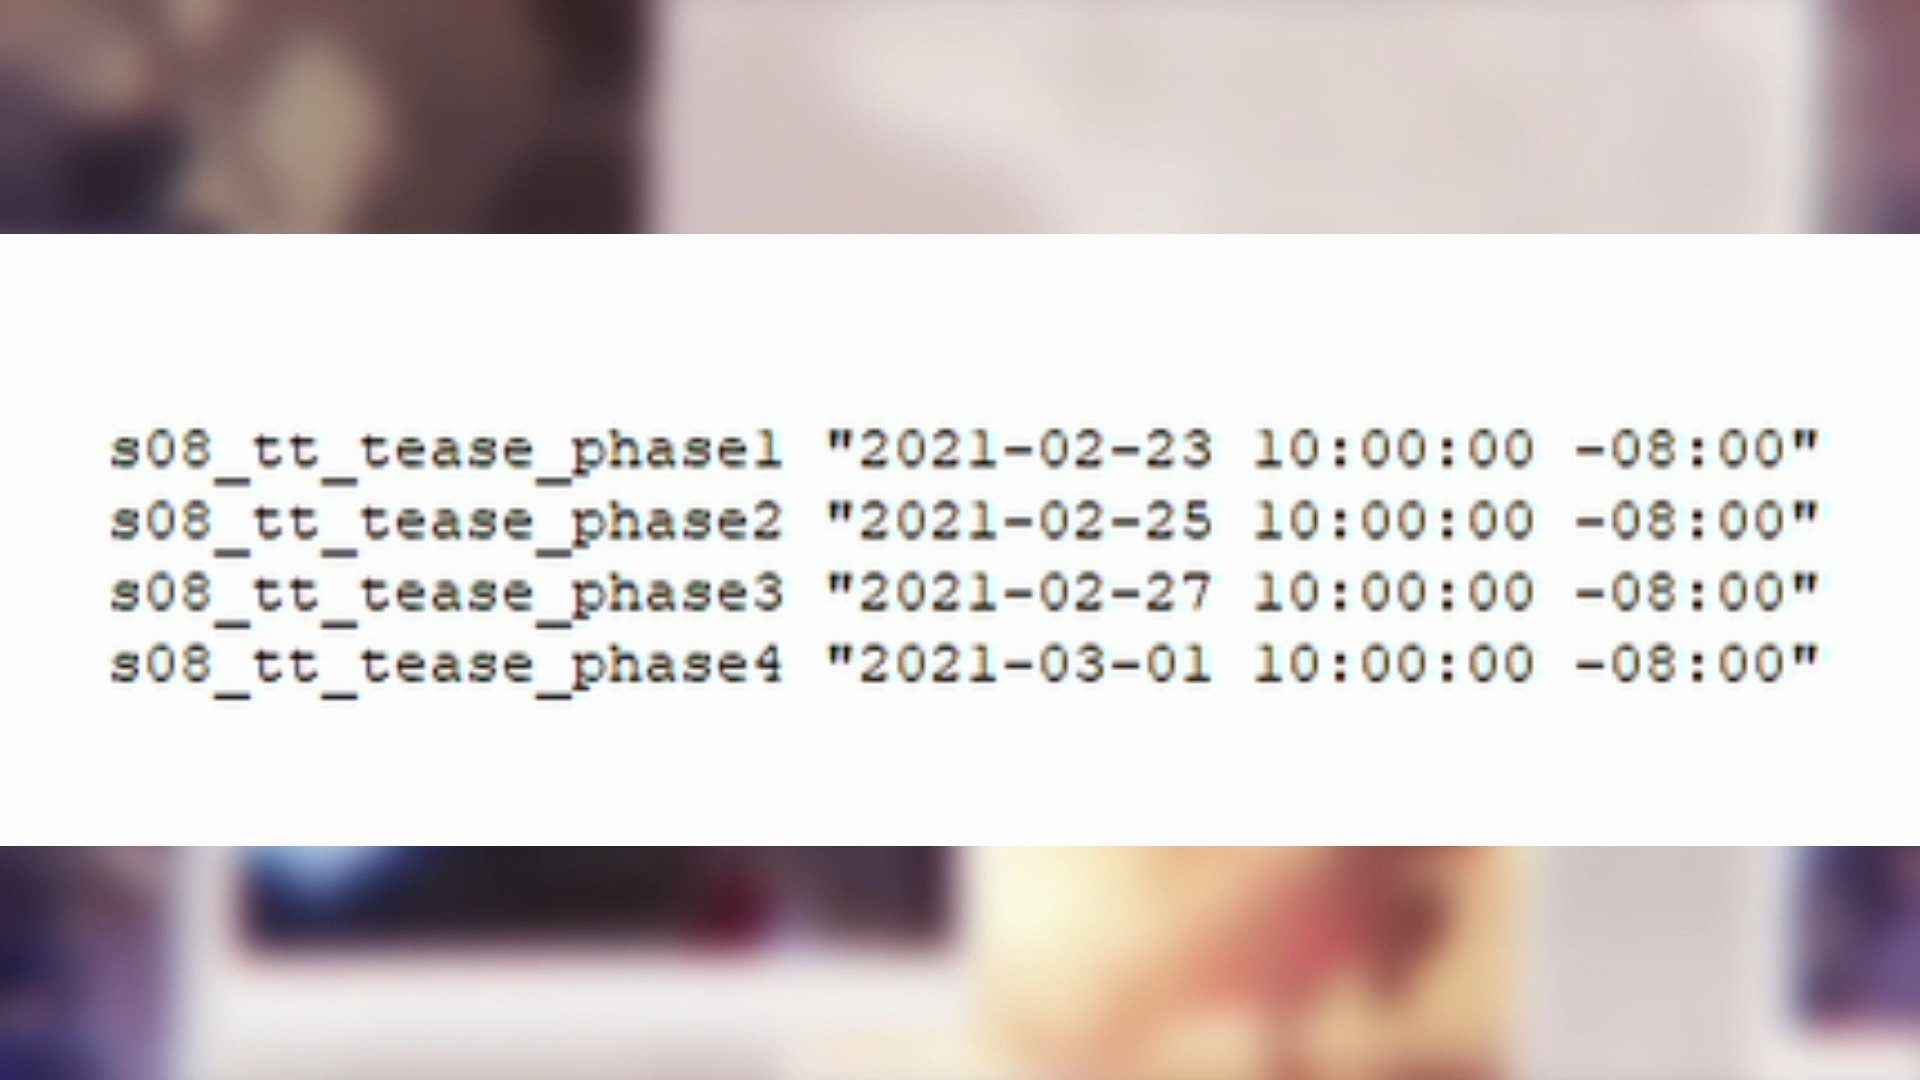 s08_tt_tease_phase1 "2021-02-23 10:00:00 -08:00"
s08_tt_tease_phase2 "2021-02-25 10:00:00 -08:00"
s08_tt_tease_phase3 "2021-02-27 10:00:00 -08:00"
s08_tt_tease_phase4 "2021-03-01 10:00:00 -08:00"